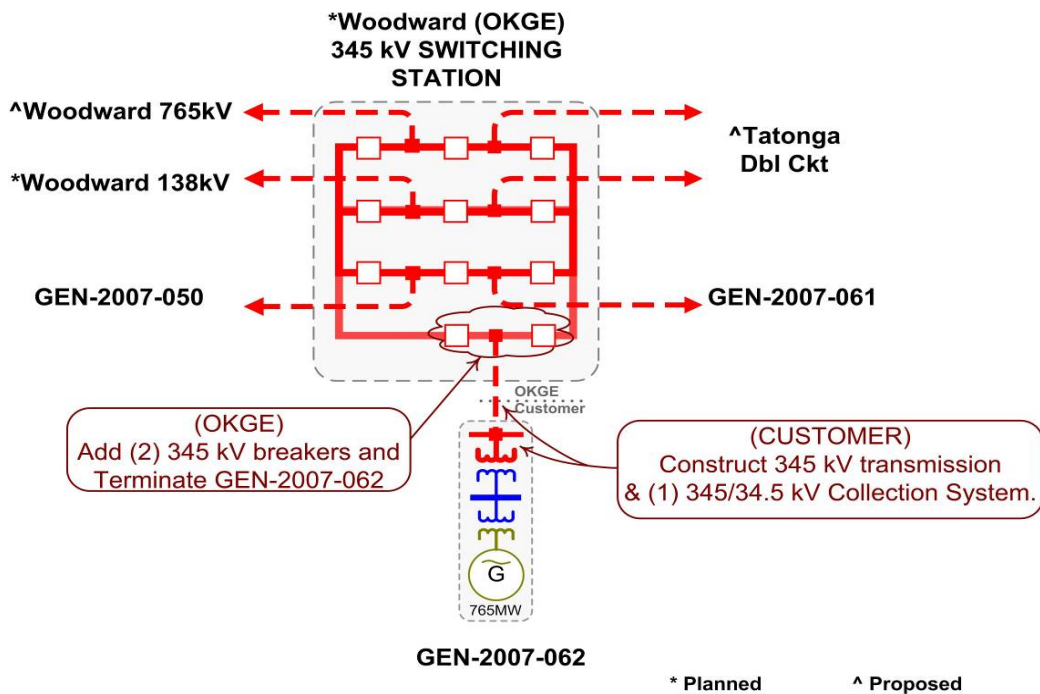 *Woodward (OKGE)
345 kV SWITCHING
STATION
^Woodward 765kV
^Tatonga
Dbl Ckt
*Woodward 138kV
GEN-2007-050
GEN-2007-061
OKGE
Customer
(OKGE)
Add (2) 345 kV breakers and
Terminate GEN-2007-062
(CUSTOMER)
Construct 345 kV transmission
& (1) 345/34.5 kV Collection System.
G
765MW
GEN-2007-062
* Planned
^ Proposed